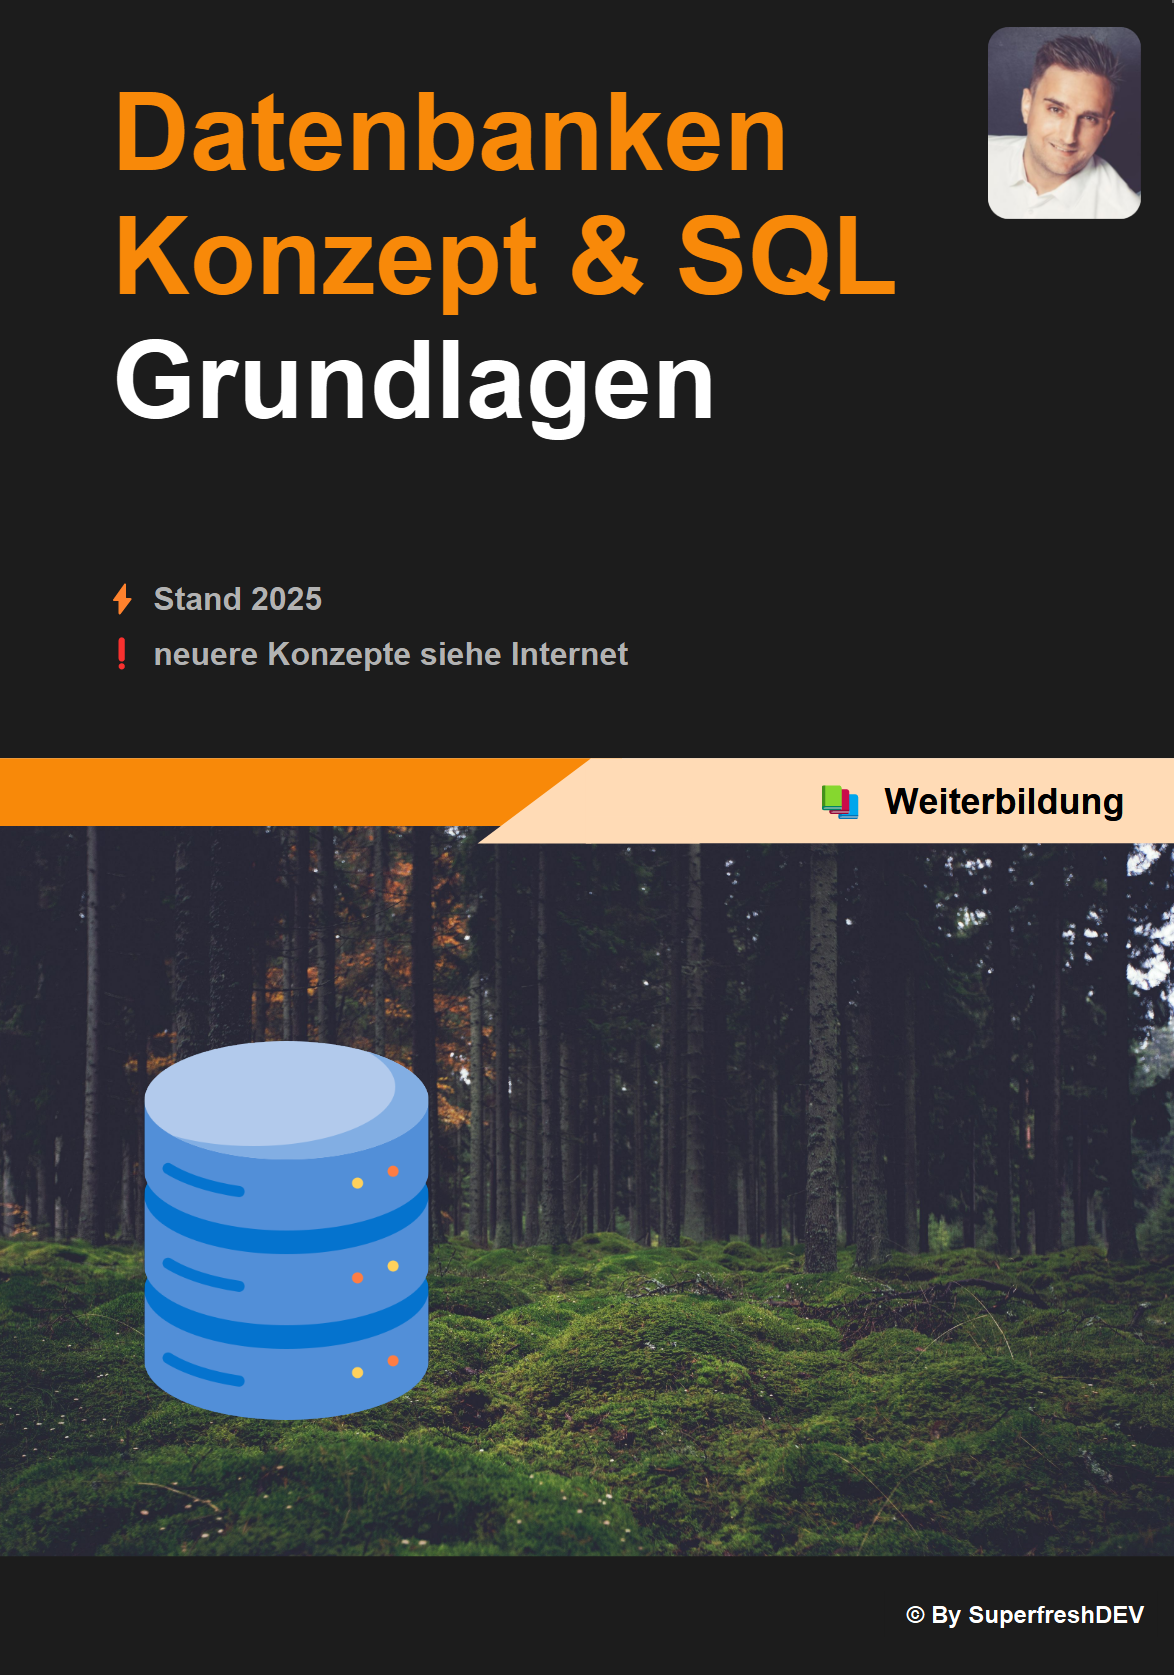 Datenbanken
Konzept & SQL
Grundlagen
Stand 2025
neuere Konzepte siehe Internet
Weiterbildung
© By SuperfreshDEV